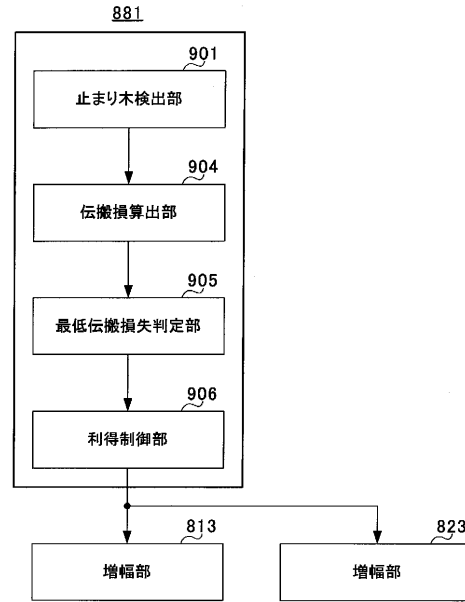 881
901
止まり木検出部
904
伝搬損算出部
905
最低伝搬損失判定部
906
利得制御部
813
823
増幅部
増幅部